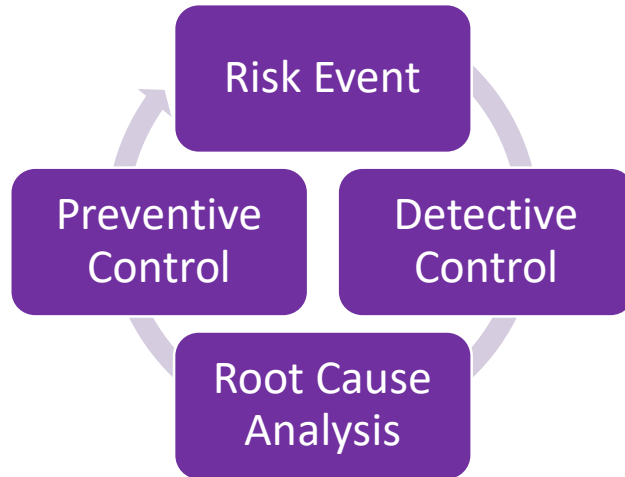 Risk Event
Preventive
Control
Detective
Control
Root Cause
Analysis